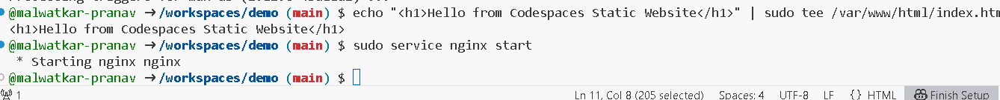 @malwatkar-pranav →/workspaces/demo (main) $ echo "<h1>Hello from Codespaces Static Website</h1>" | sudo tee /var/www/html/index.htm
<h1>Hello from Codespaces Static Website</h1>
@malwatkar-pranav →/workspaces/demo (main) $ sudo service nginx start
* Starting nginx nginx
@malwatkar-pranav →/workspaces/demo (main) $
1 Ln 11, Col 8 (205 selected) Spaces: 4 UTF-8 LF {} HTML Finish Setup